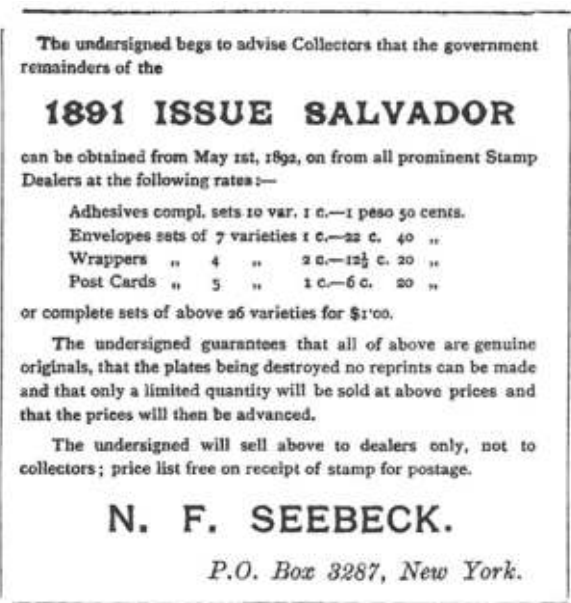 The undersigned begs to advise Collectors that the government
remainders of the
1891 ISSUE SALVADOR
can be obtained from May 1st, 1892, on from all prominent Stamp
Dealers at the following rates:—
Adhesives compl. sets 10 var. 1 c.—1 peso 50 cents.
Envelopes sets of 7 varieties 1 c.—22 c. 40 „
Wrappers „ 4 „ 2 c.—12½ c. 20 „
Post Cards „ 5 „ 1 c.—6 c. 20 „
or complete sets of above 26 varieties for $1·00.
The undersigned guarantees that all of above are genuine
originals, that the plates being destroyed no reprints can be made
and that only a limited quantity will be sold at above prices and
that the prices will then be advanced.
The undersigned will sell above to dealers only, not to
collectors; price list free on receipt of stamp for postage.
N. F. SEEBECK.
P.O. Box 3287, New York.